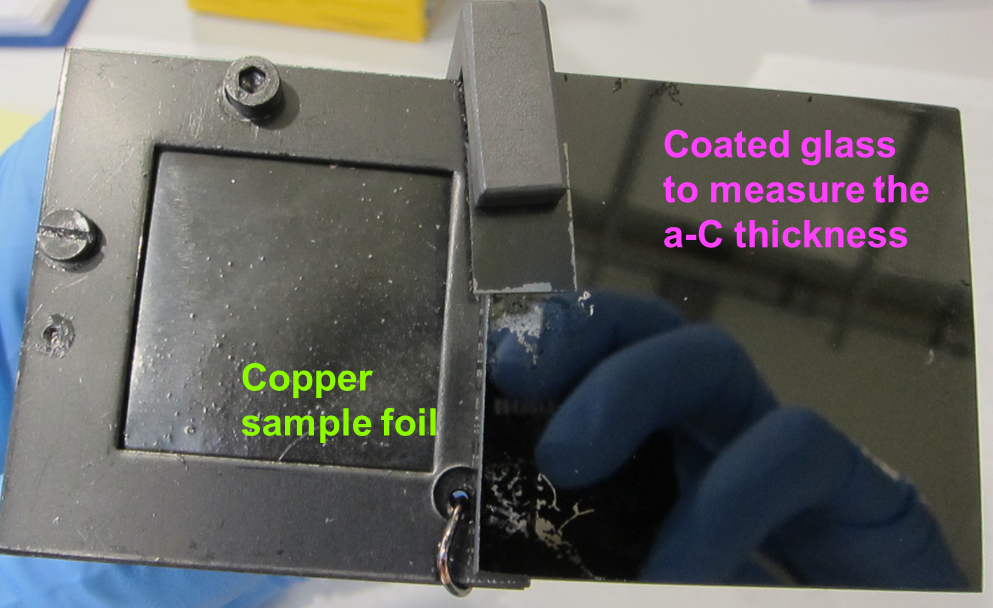 Coated glass
to measure the
a-C thickness
Copper
sample foil